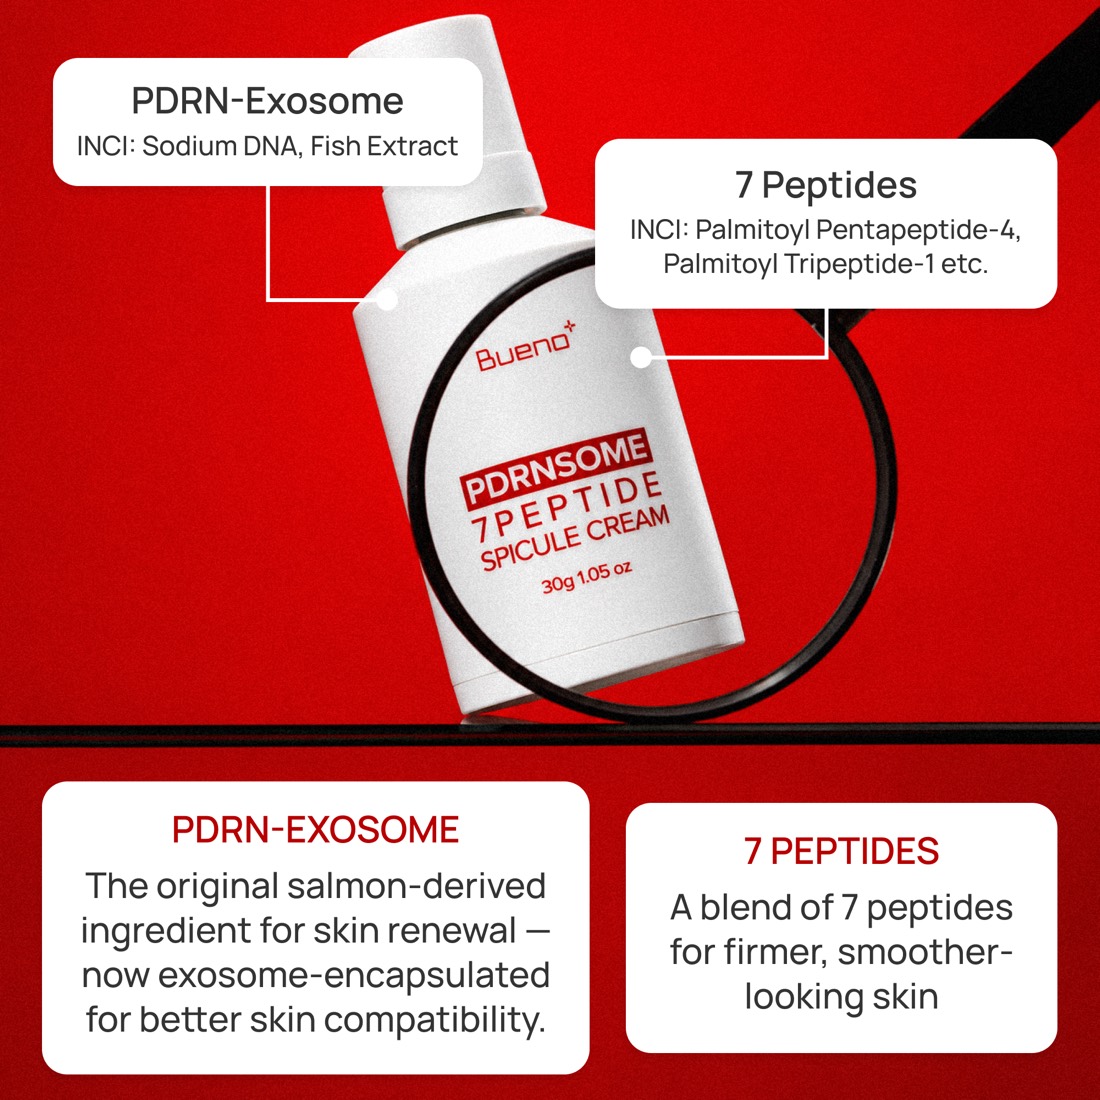 PDRN-Exosome
INCI: Sodium DNA, Fish Extract
7 Peptides
INCI: Palmitoyl Pentapeptide-4,
Palmitoyl Tripeptide-1 etc.
Bueno
PDRNSOME
7PEPTIDE
SPICULE CREAM
30g 1.05 oz
PDRN-EXOSOME
The original salmon-derived
ingredient for skin renewal —
now exosome-encapsulated
for better skin compatibility.
7 PEPTIDES
A blend of 7 peptides
for firmer, smoother-
looking skin